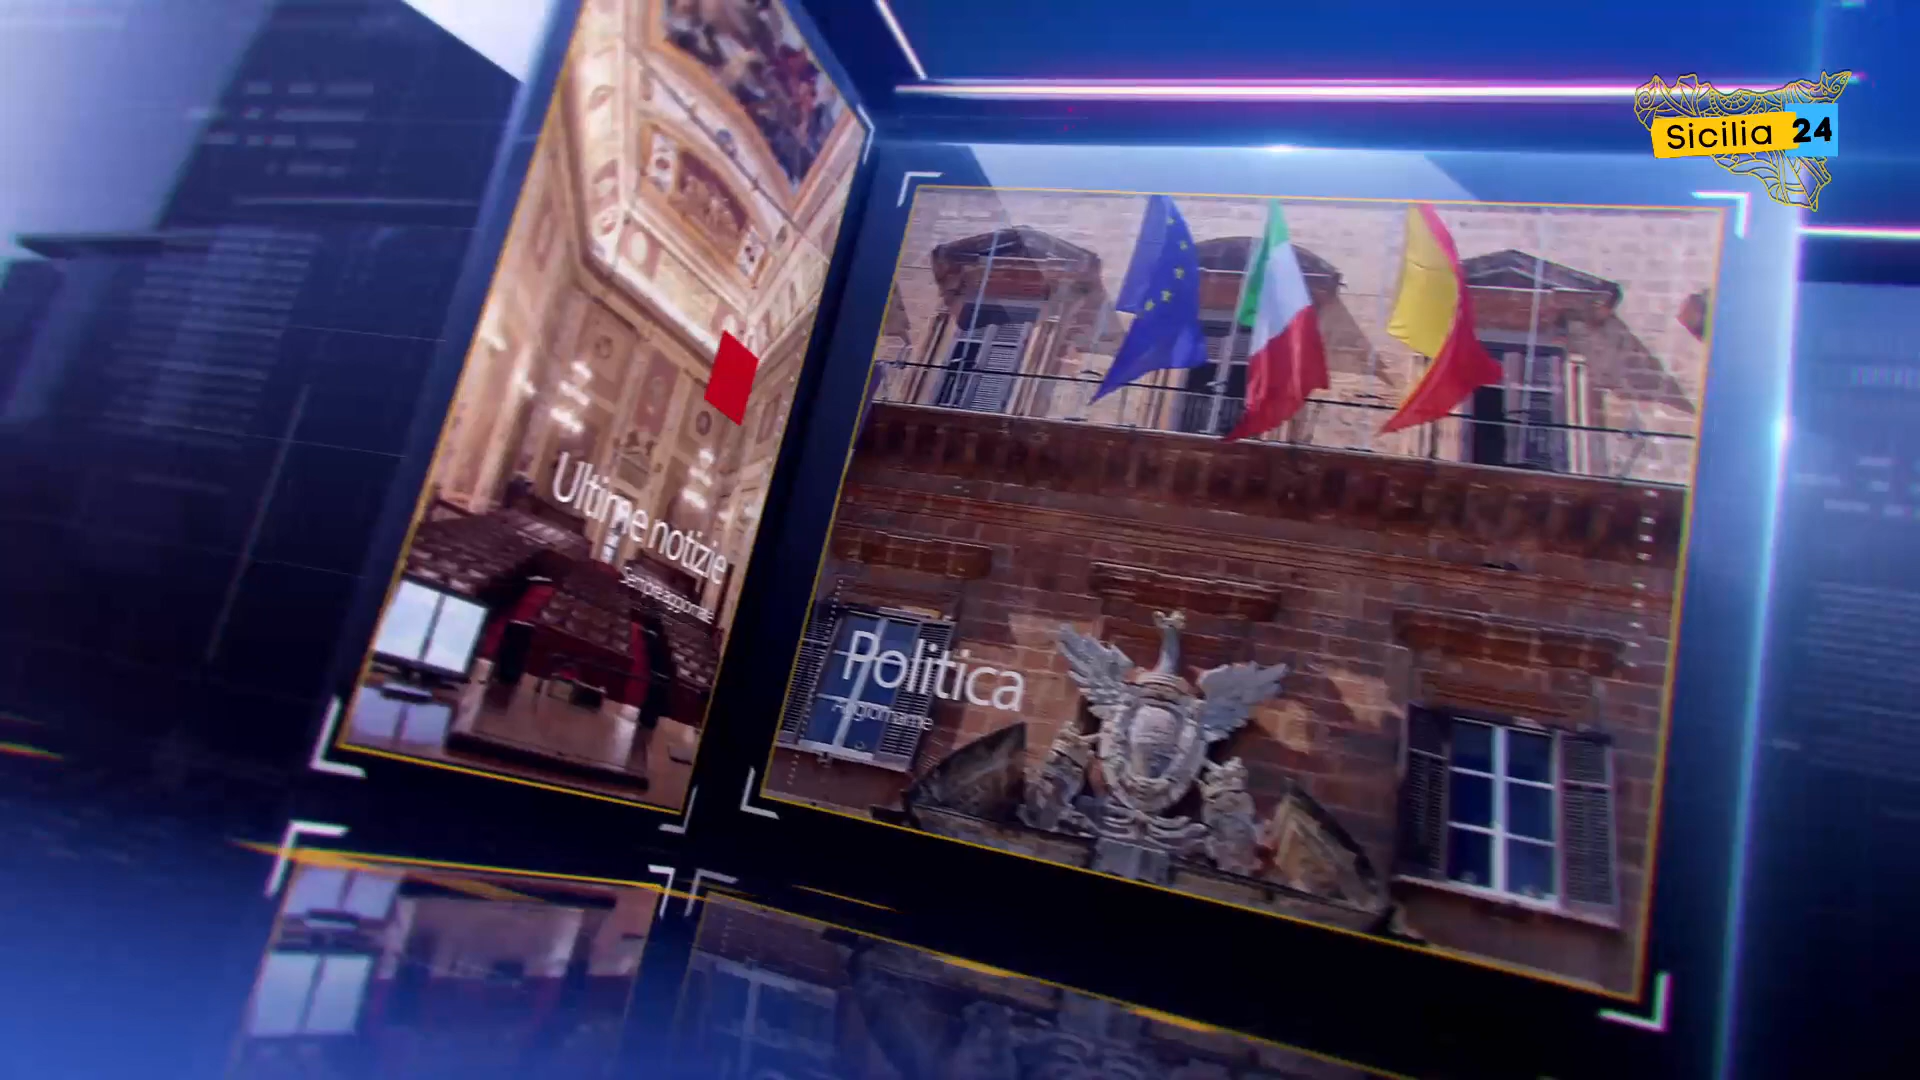 Sicilia 24
Ultime notizie
Sempre aggiornate
Politica